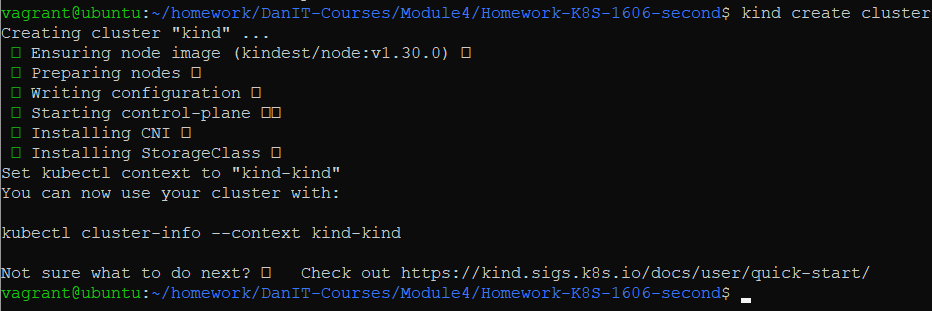 vagrant@ubuntu:~/homework/DanIT-Courses/Module4/Homework-K8S-1606-second$ kind create cluster
Creating cluster "kind" ...
 □ Ensuring node image (kindest/node:v1.30.0) □
 □ Preparing nodes □
 □ Writing configuration □
 □ Starting control-plane □□
 □ Installing CNI □
 □ Installing StorageClass □
Set kubectl context to "kind-kind"
You can now use your cluster with:

kubectl cluster-info --context kind-kind

Not sure what to do next? □  Check out https://kind.sigs.k8s.io/docs/user/quick-start/
vagrant@ubuntu:~/homework/DanIT-Courses/Module4/Homework-K8S-1606-second$